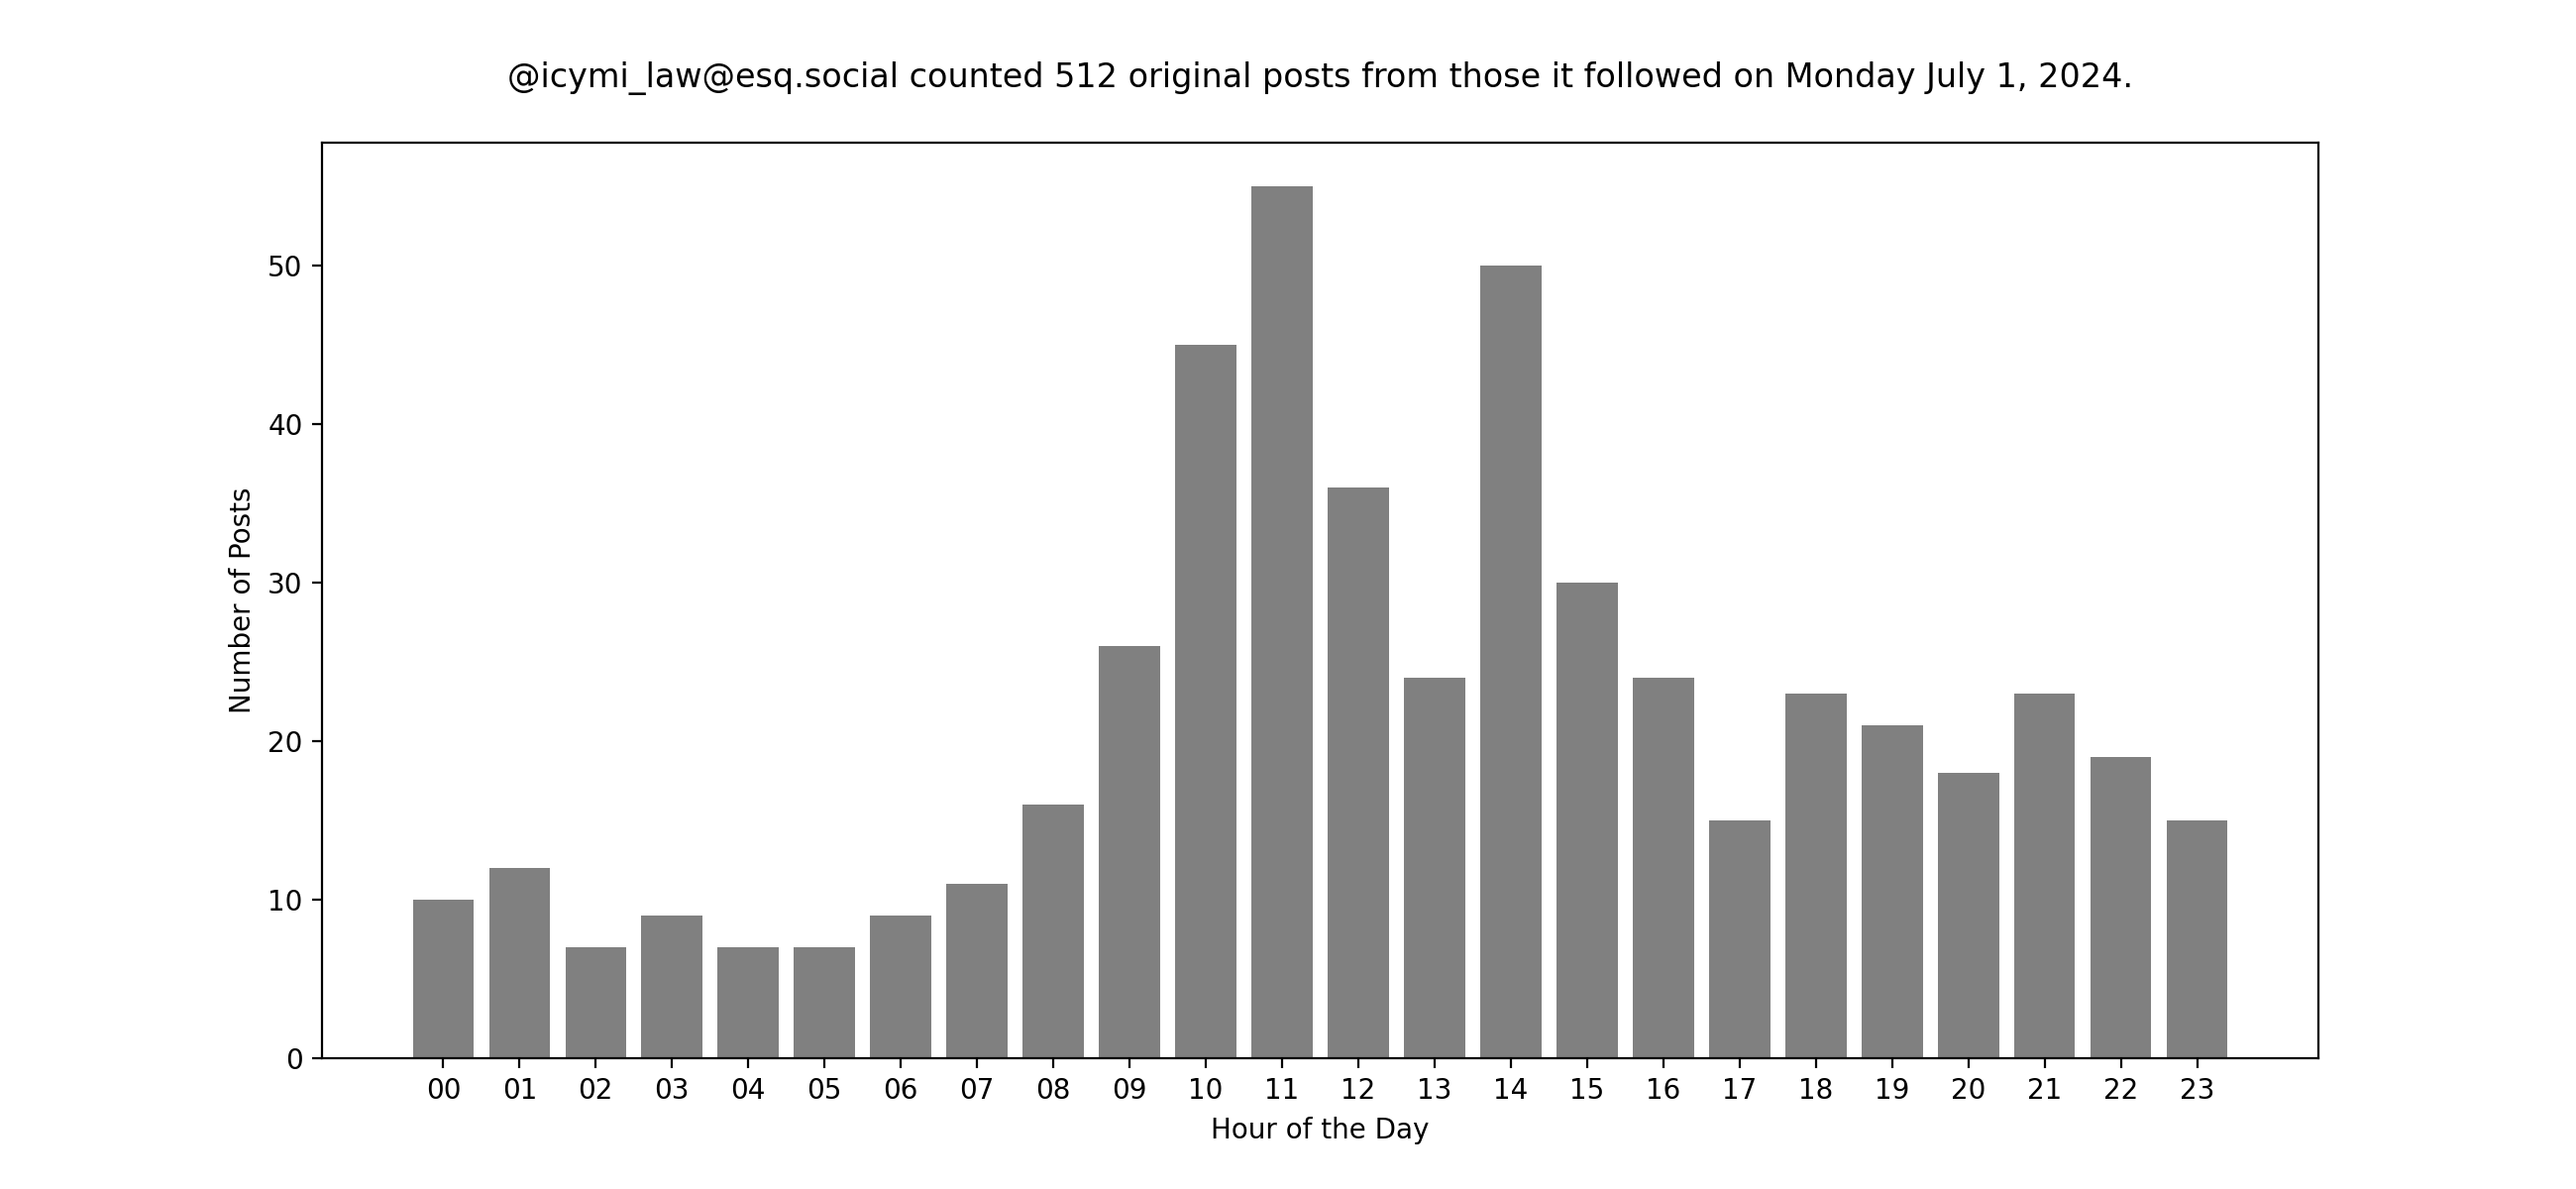 @icymi_law@esq.social counted 512 original posts from those it followed on Monday July 1, 2024.
50
40
30
20
10
0
Number of Posts
00 01 02 03 04 05 06 07 08 09 10 11 12 13 14 15 16 17 18 19 20 21 22 23
Hour of the Day